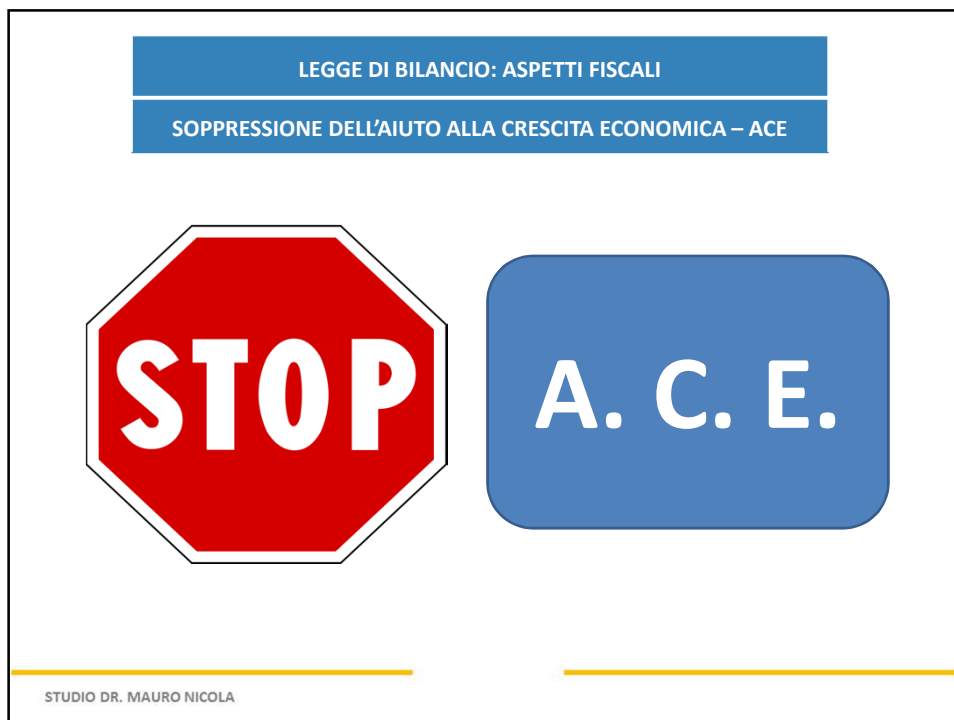 LEGGE DI BILANCIO: ASPETTI FISCALI
SOPPRESSIONE DELL'AIUTO ALLA CRESCITA ECONOMICA – ACE
STOP
A. C. E.
STUDIO DR. MAURO NICOLA